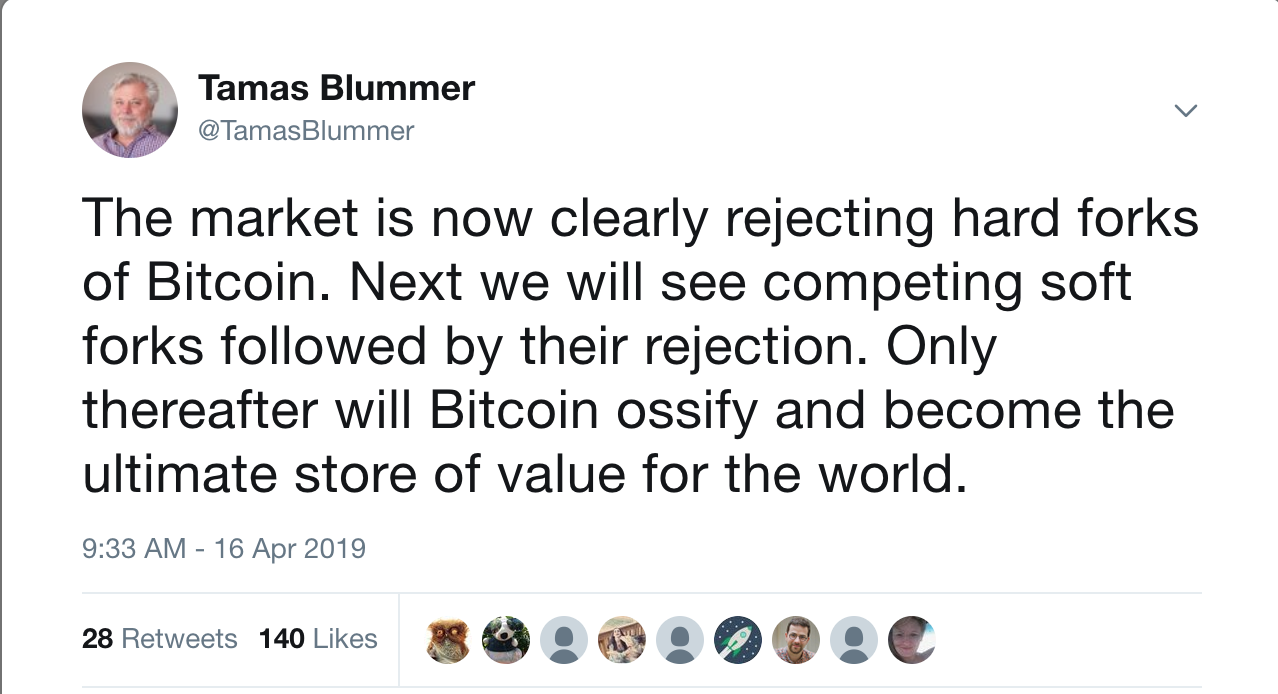 Tamas Blummer
@TamasBlummer
The market is now clearly rejecting hard forks
of Bitcoin. Next we will see competing soft
forks followed by their rejection. Only
thereafter will Bitcoin ossify and become the
ultimate store of value for the world.
9:33 AM - 16 Apr 2019
28 Retweets 140 Likes